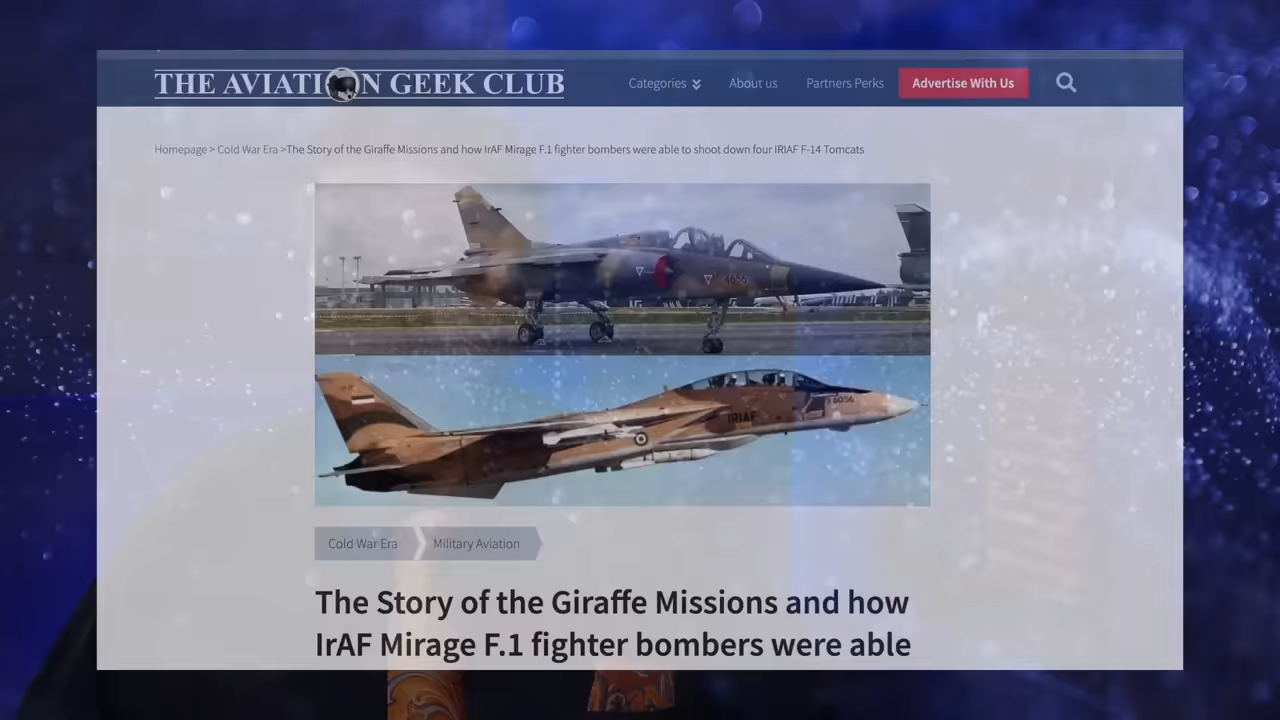 THE AVIATION GEEK CLUB
Categories
About us
Partners Perks
Advertise With Us
Homepage > Cold War Era >The Story of the Giraffe Missions and how IrAF Mirage F.1 fighter bombers were able to shoot down four IRIAF F-14 Tomcats
IRIAF
Cold War Era
Military Aviation
The Story of the Giraffe Missions and how
IrAF Mirage F.1 fighter bombers were able